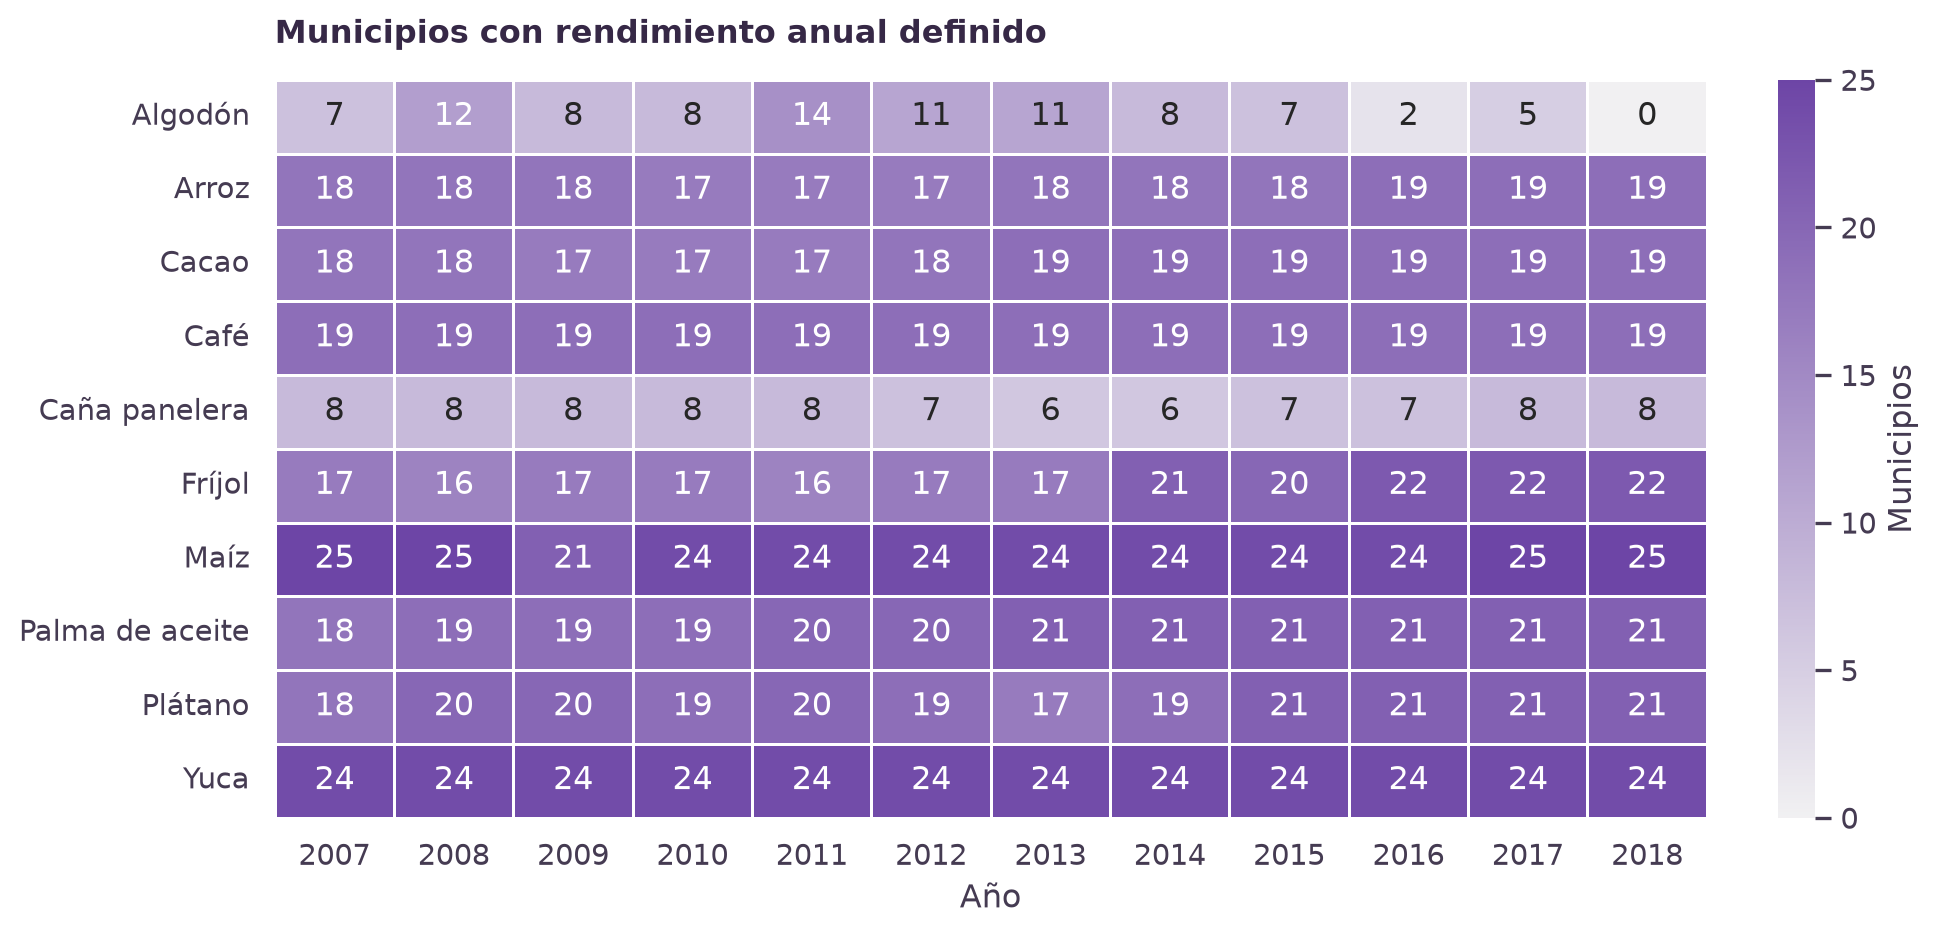 Municipios con rendimiento anual definido
Algodón 7 12 8 8 14 11 11 8 7 2 5 0
Arroz 18 18 18 17 17 17 18 18 18 19 19 19
Cacao 18 18 17 17 17 18 19 19 19 19 19 19
Café 19 19 19 19 19 19 19 19 19 19 19 19
Caña panelera 8 8 8 8 8 7 6 6 7 7 8 8
Fríjol 17 16 17 17 16 17 17 21 20 22 22 22
Maíz 25 25 21 24 24 24 24 24 24 24 25 25
Palma de aceite 18 19 19 19 20 20 21 21 21 21 21 21
Plátano 18 20 20 19 20 19 17 19 21 21 21 21
Yuca 24 24 24 24 24 24 24 24 24 24 24 24
2007 2008 2009 2010 2011 2012 2013 2014 2015 2016 2017 2018
Año
25
20
15
10
5
0
Municipios